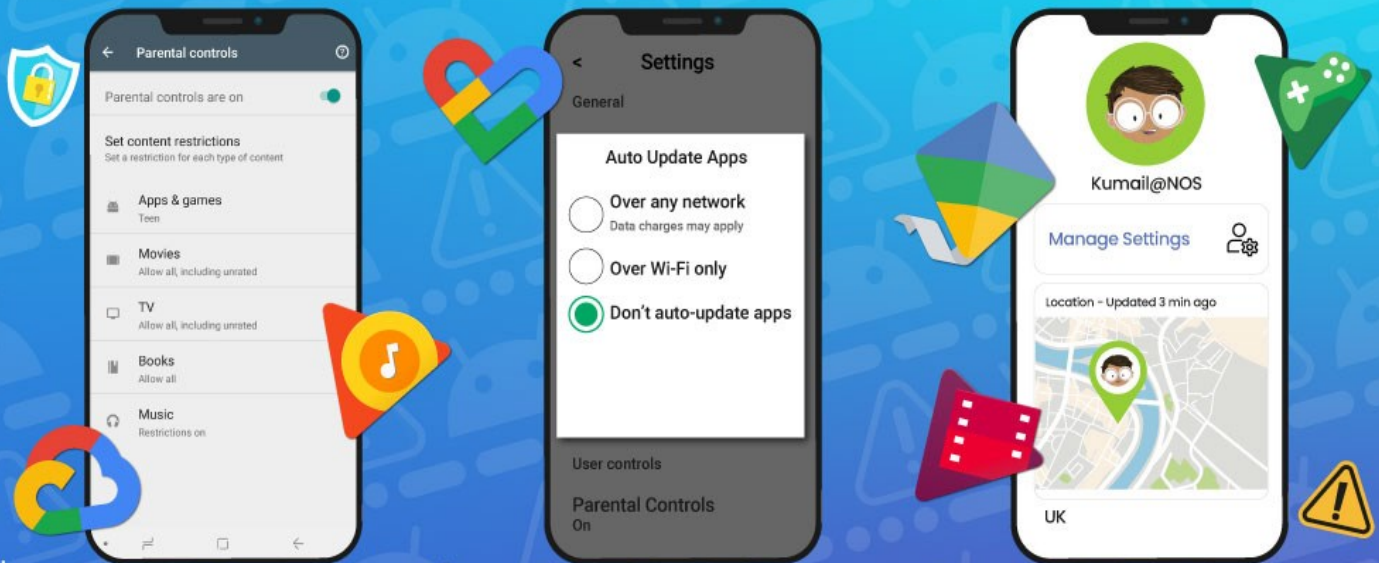 Parental controls
Parental controls are on
Set content restrictions
Set a restriction for each type of content
Apps & games
Teen
Movies
Allow all, including unrated
TV
Allow all, including unrated
Books
Allow all
Music
Restrictions on
< Settings
General
Auto Update Apps
Over any network
Data charges may apply
Over Wi-Fi only
Don't auto-update apps
User controls
Parental Controls
On
Kumail@NOS
Manage Settings
Location - Updated 3 min ago
UK